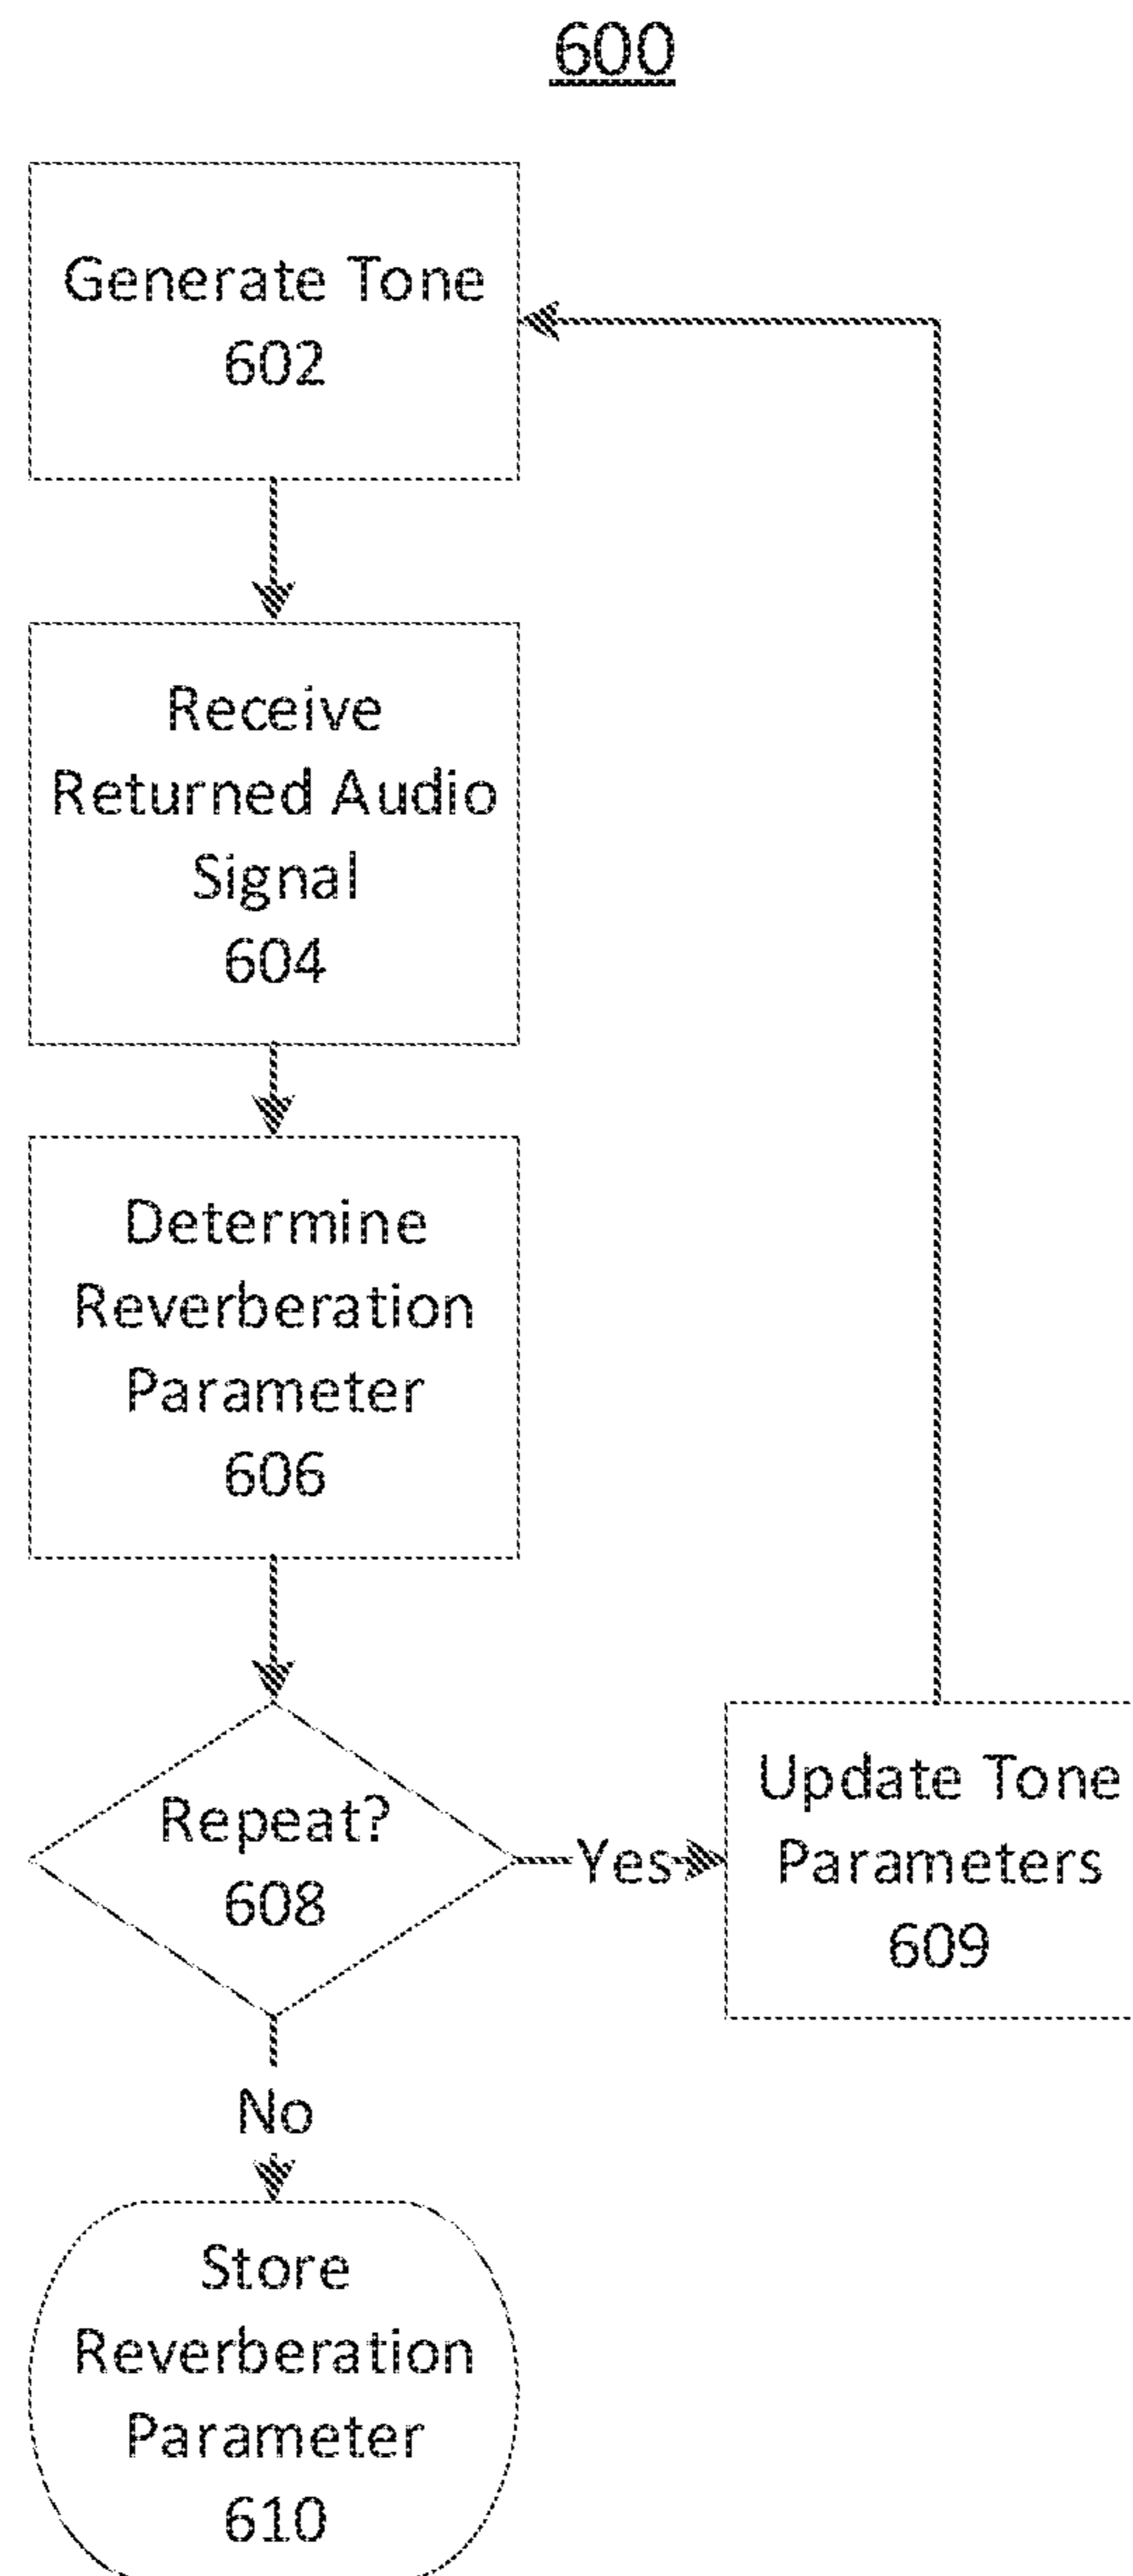 600
Generate Tone
602
Receive
Returned Audio
Signal
604
Determine
Reverberation
Parameter
606
Repeat?
608
Yes
Update Tone
Parameters
609
No
Store
Reverberation
Parameter
610